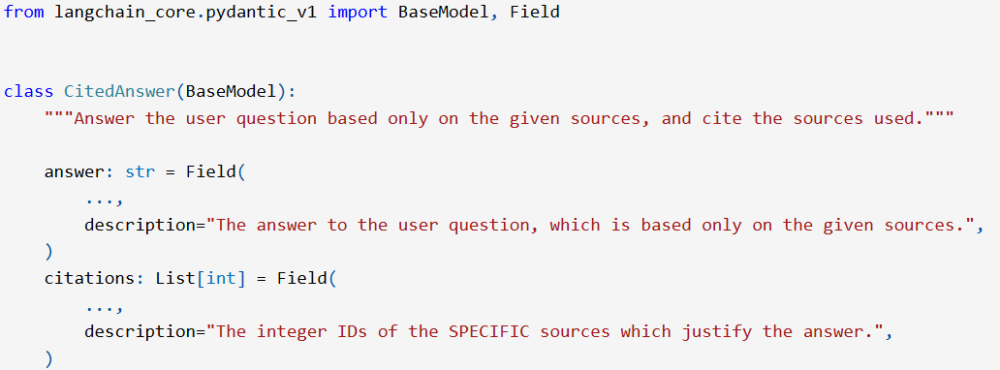 from langchain_core.pydantic_v1 import BaseModel, Field
class CitedAnswer(BaseModel):
    """Answer the user question based only on the given sources, and cite the sources used."""
    answer: str = Field(
        ...,
        description="The answer to the user question, which is based only on the given sources.",
    )
    citations: List[int] = Field(
        ...,
        description="The integer IDs of the SPECIFIC sources which justify the answer.",
    )